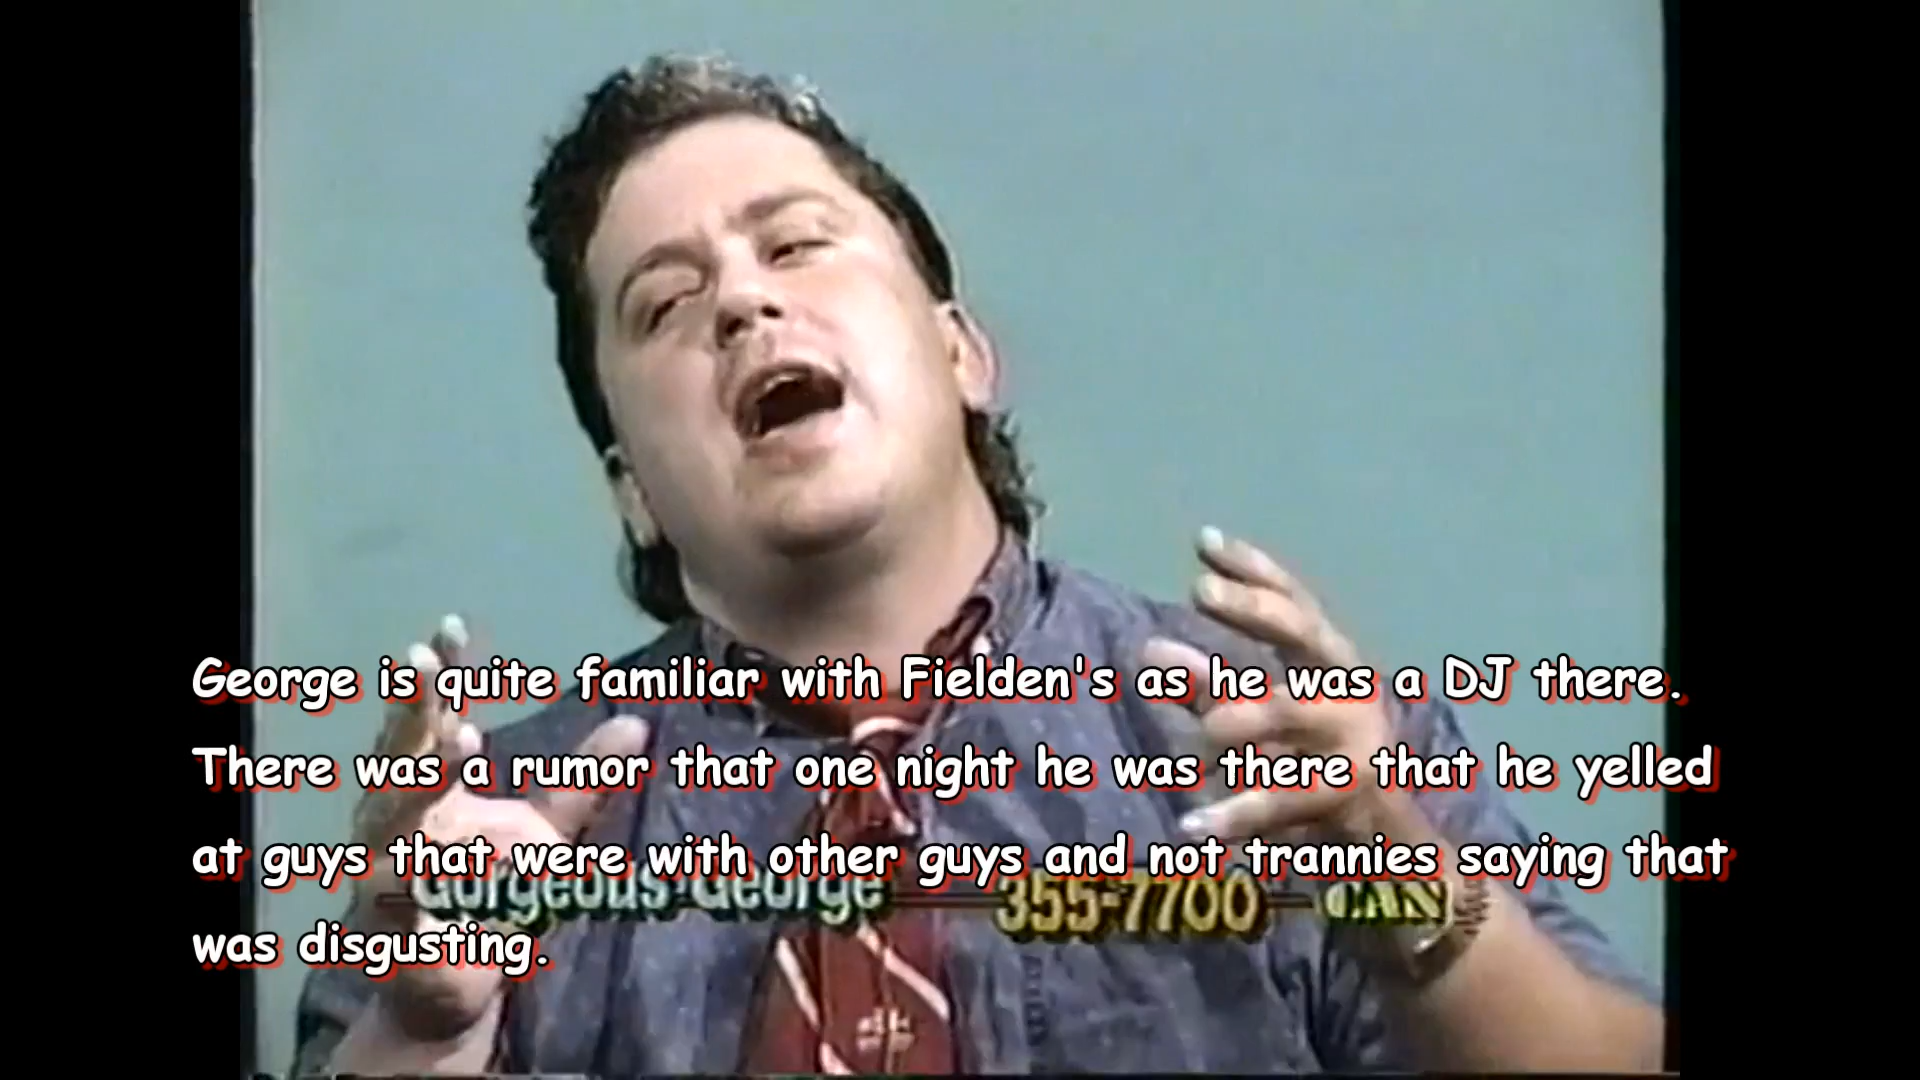 George is quite familiar with Fielden's as he was a DJ there.
There was a rumor that one night he was there that he yelled
at guys that were with other guys and not trannies saying that
was disgusting.
Gorgeous George 355-7700 CAN